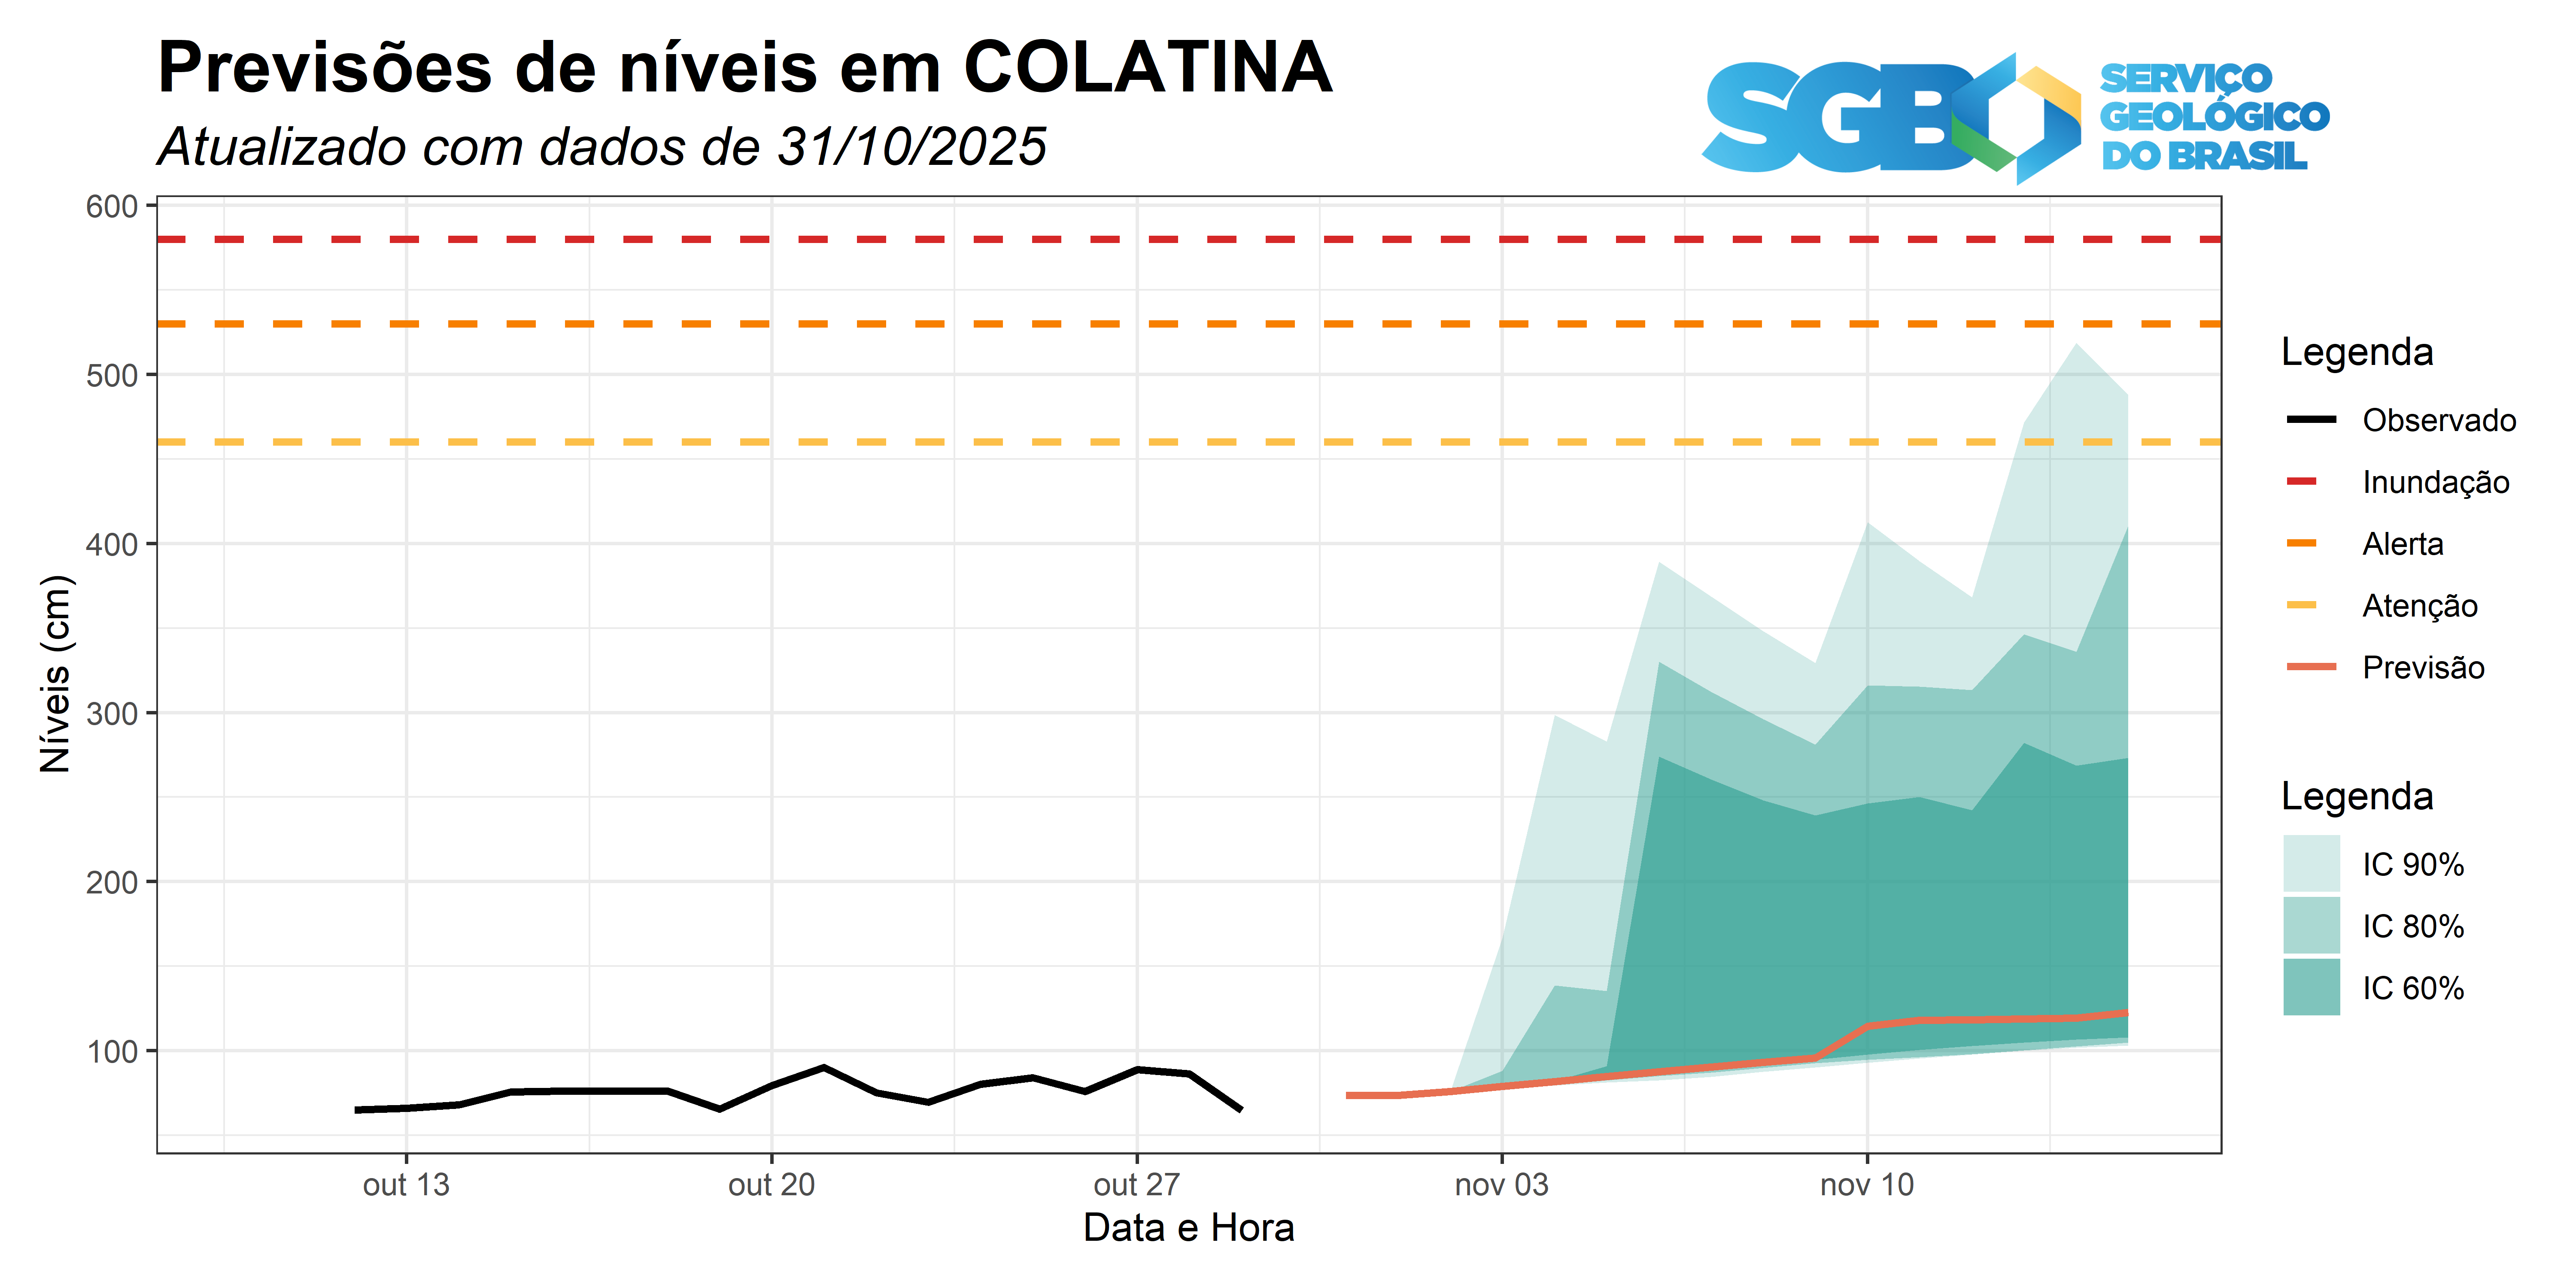 Previsões de níveis em COLATINA
Atualizado com dados de 31/10/2025
SGB
SERVIÇO
GEOLÓGICO
DO BRASIL
600
500
400
300
200
100
Níveis (cm)
out 13
out 20
out 27
nov 03
nov 10
Data e Hora
Legenda
Observado
Inundação
Alerta
Atenção
Previsão
Legenda
IC 90%
IC 80%
IC 60%